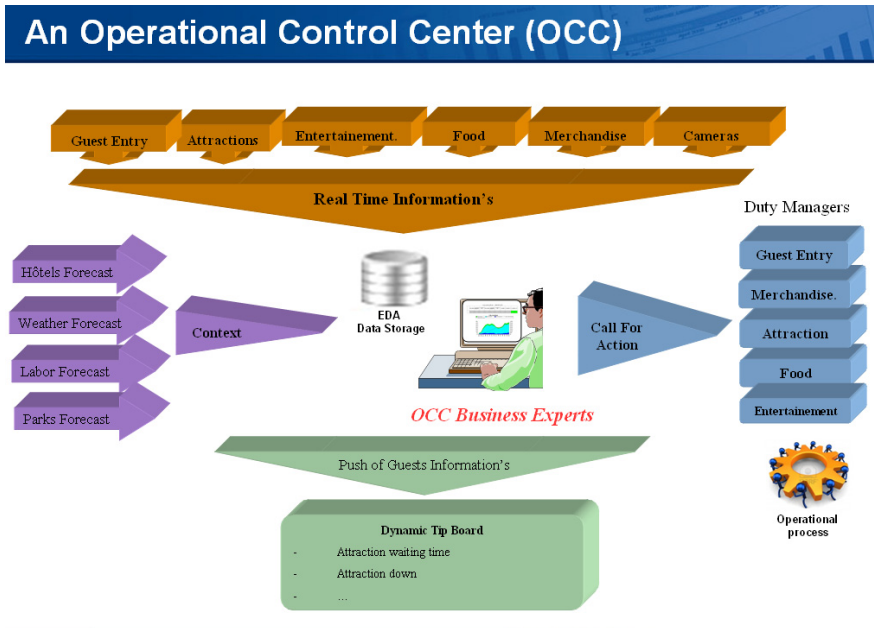 An Operational Control Center (OCC)
Guest Entry
Attractions
Entertainement.
Food
Merchandise
Cameras
Real Time Information's
Hôtels Forecast
Weather Forecast
Labor Forecast
Parks Forecast
Context
EDA
Data Storage
OCC Business Experts
Call For
Action
Duty Managers
Guest Entry
Merchandise.
Attraction
Food
Entertainement
Operational
process
Push of Guests Information's
Dynamic Tip Board
- Attraction waiting time
- Attraction down
- …